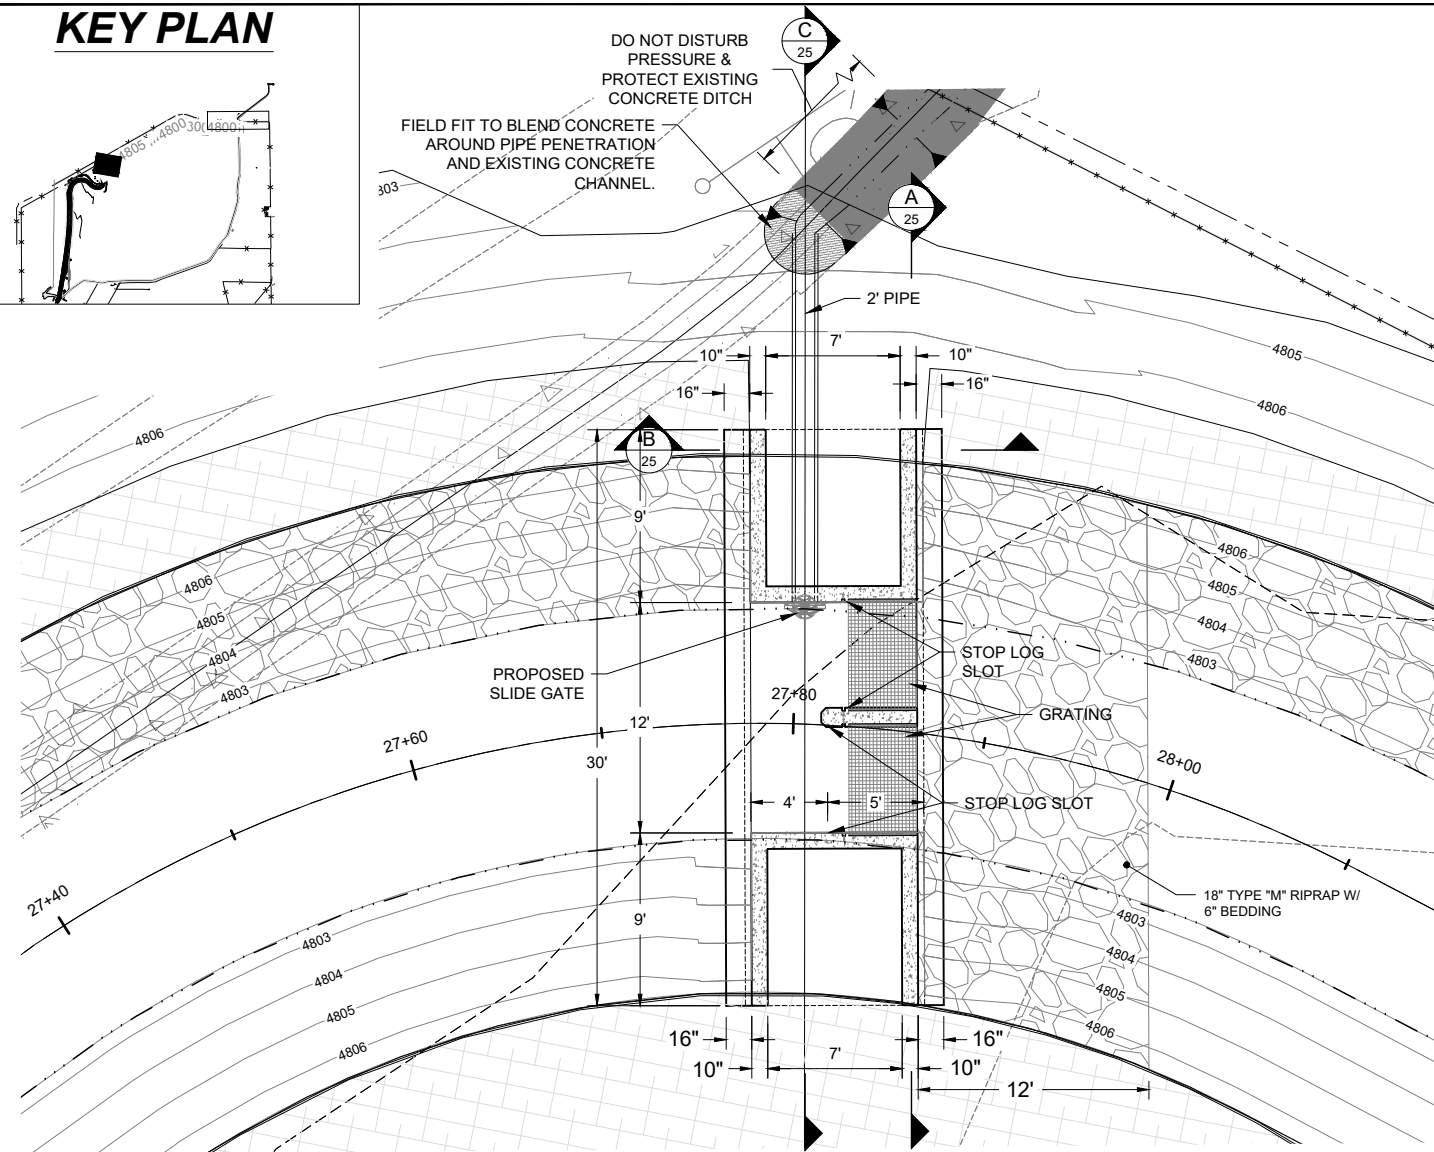 KEY PLAN
4805
4800
4800
DO NOT DISTURB
PRESSURE &
PROTECT EXISTING
CONCRETE DITCH
C
25
FIELD FIT TO BLEND CONCRETE
AROUND PIPE PENETRATION
AND EXISTING CONCRETE
CHANNEL.
A
25
2' PIPE
7'
10"
10"
16"
16"
4805
4806
4806
B
25
9'
4806
4805
4804
4803
4806
4805
4804
4803
PROPOSED
SLIDE GATE
STOP LOG
SLOT
27+80
GRATING
12'
30'
27+60
28+00
4'
5'
STOP LOG SLOT
27+40
18" TYPE "M" RIPRAP W/
6" BEDDING
9'
4803
4804
4805
4806
4803
4804
4805
4806
16"
7'
16"
10"
10"
12'